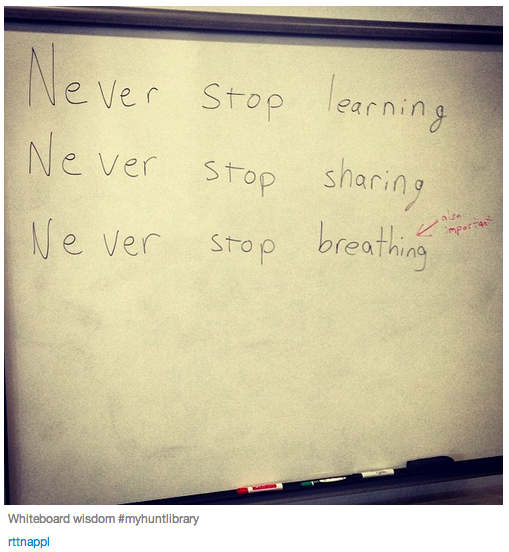 Never stop learning
Never stop sharing
Never stop breathing
also
important
Whiteboard wisdom #myhuntlibrary
rttnappl